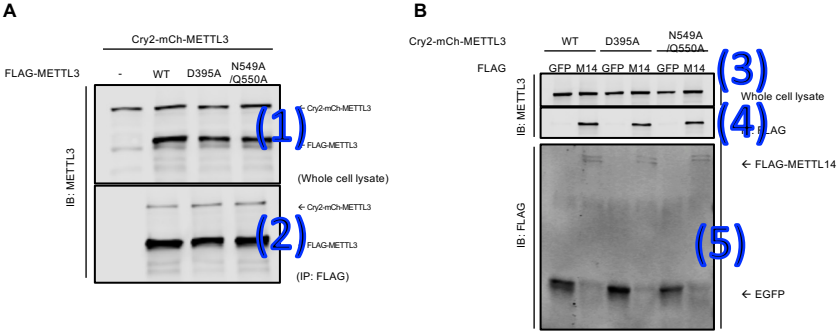 A
Cry2-mCh-METTL3
FLAG-METTL3
- WT D395A N549A /Q550A
IB: METTL3
← Cry2-mCh-METTL3
(1)
FLAG-METTL3
(Whole cell lysate)
← Cry2-mCh-METTL3
(2)
FLAG-METTL3
(IP: FLAG)
B
Cry2-mCh-METTL3
WT D395A N549A /Q550A
FLAG
GFP M14 GFP M14 GFP M14
IB: METTL3
(3)
Whole cell lysate
(4)
FLAG
IB: FLAG
← FLAG-METTL14
(5)
← EGFP